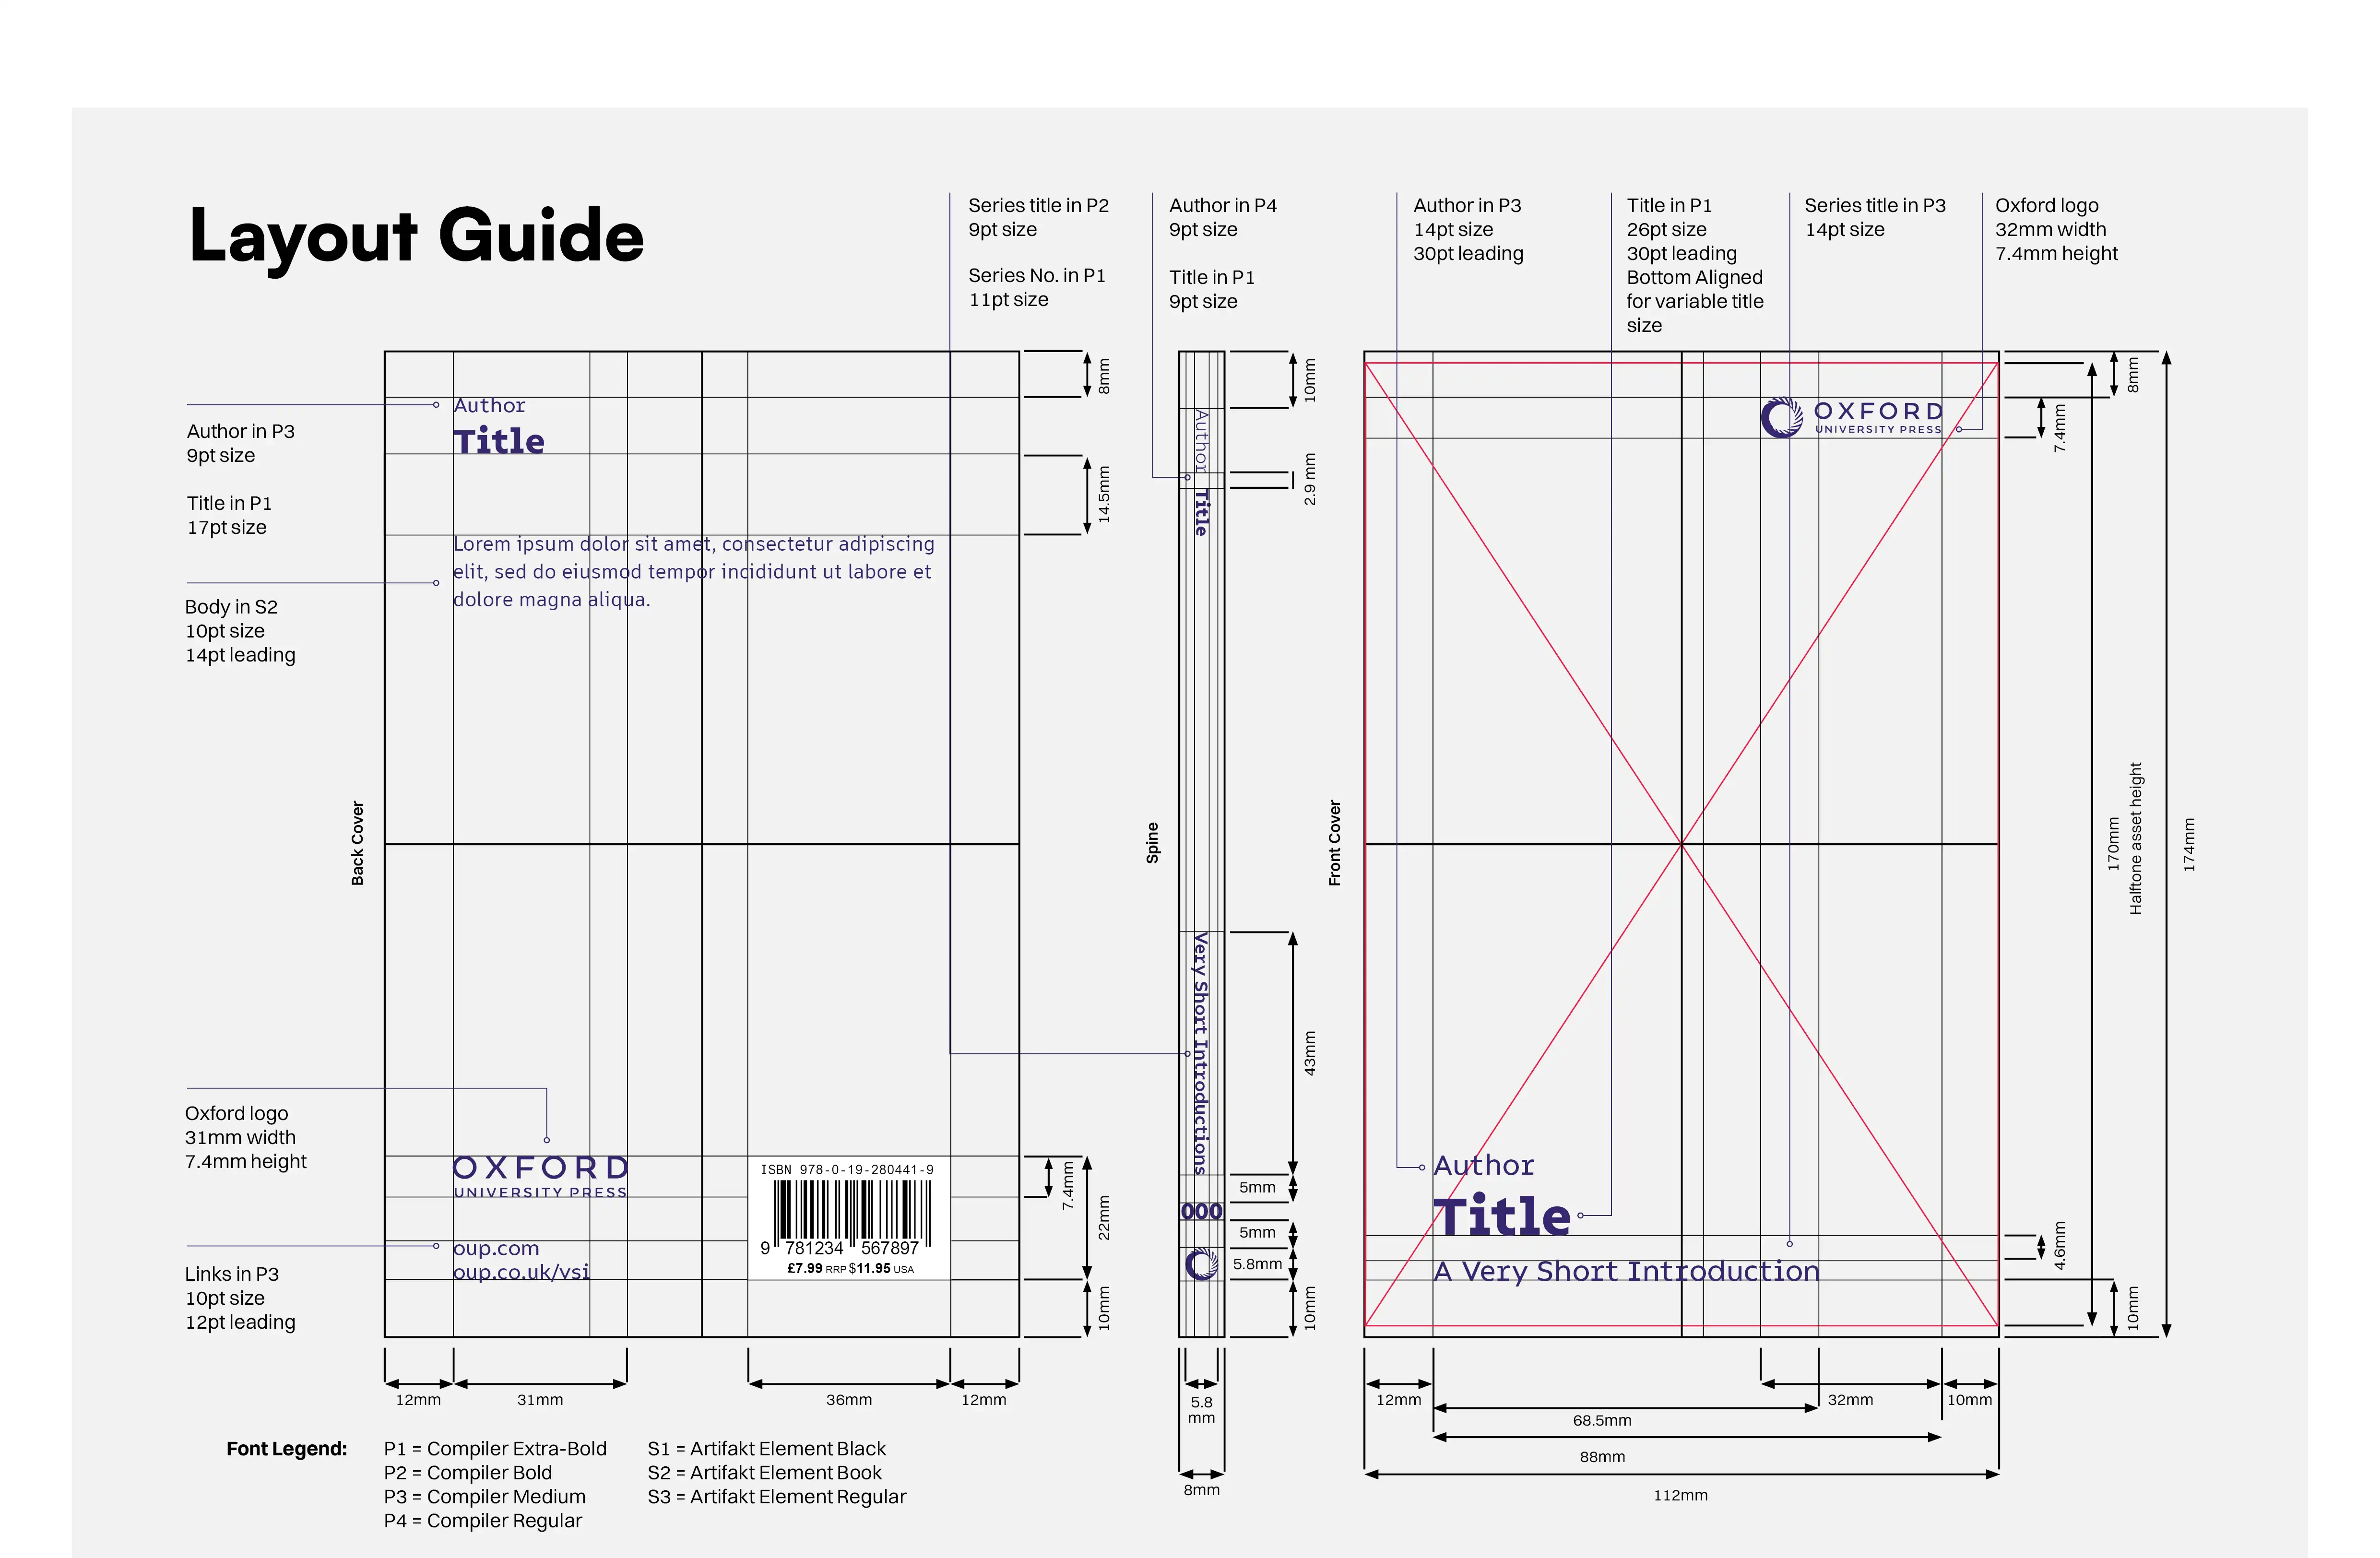 Layout Guide
Series title in P2
9pt size
Series No. in P1
11pt size
Author in P4
9pt size
Title in P1
9pt size
Author in P3
14pt size
30pt leading
Title in P1
26pt size
30pt leading
Bottom Aligned
for variable title
size
Series title in P3
14pt size
Oxford logo
32mm width
7.4mm height
Author in P3
9pt size
Title in P1
17pt size
Body in S2
10pt size
14pt leading
Oxford logo
31mm width
7.4mm height
Links in P3
10pt size
12pt leading
Back Cover
Author
Title
Lorem ipsum dolor sit amet, consectetur adipiscing
elit, sed do eiusmod tempor incididunt ut labore et
dolore magna aliqua.
OXFORD
UNIVERSITY PRESS
oup.com
oup.co.uk/vsi
ISBN 978-0-19-280441-9
9 781234 567897
£7.99 RRP $11.95 USA
8mm
14.5mm
7.4mm
22mm
10mm
12mm
31mm
36mm
12mm
Spine
Author
Title
Very Short Introductions
000
10mm
2.9 mm
43mm
5mm
5mm
5.8mm
10mm
5.8
mm
8mm
Front Cover
OXFORD
UNIVERSITY PRESS
Author
Title
A Very Short Introduction
8mm
7.4mm
170mm
Halftone asset height
174mm
4.6mm
10mm
12mm
32mm
10mm
68.5mm
88mm
112mm
Font Legend:
P1 = Compiler Extra-Bold
P2 = Compiler Bold
P3 = Compiler Medium
P4 = Compiler Regular
S1 = Artifakt Element Black
S2 = Artifakt Element Book
S3 = Artifakt Element Regular